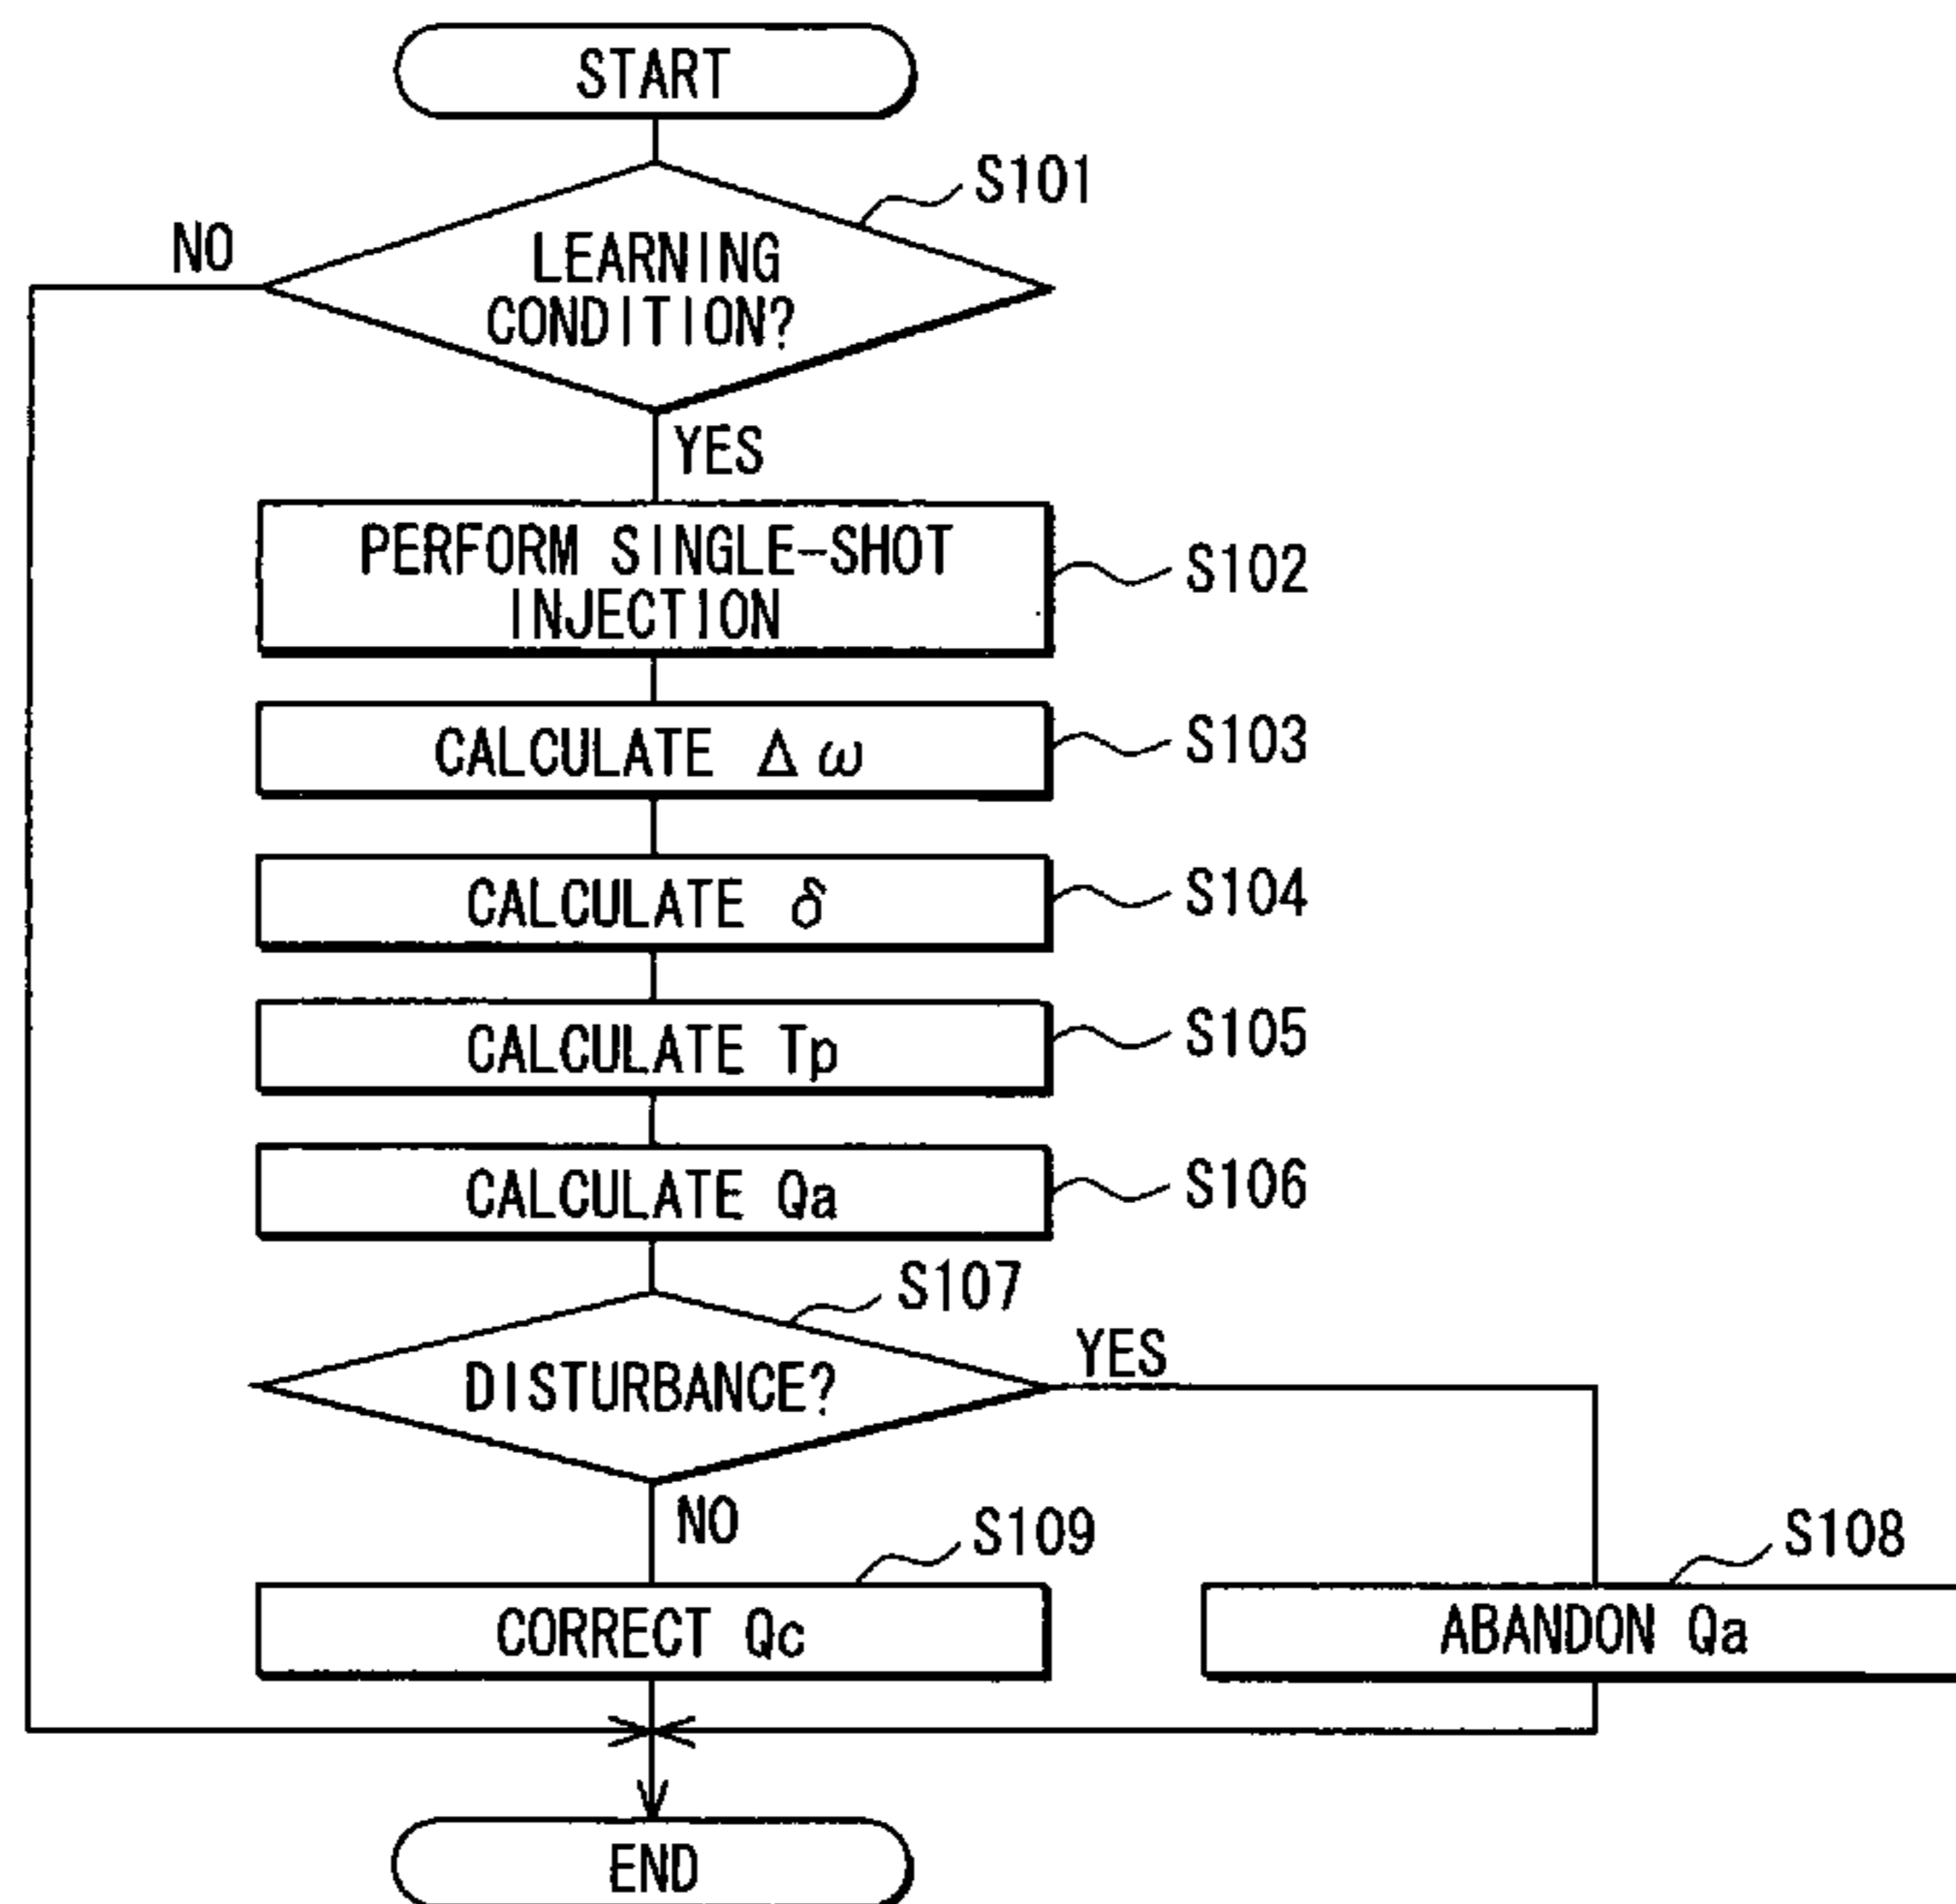 START
S101
NO
LEARNING
CONDITION?
YES
PERFORM SINGLE-SHOT
INJECTION
S102
CALCULATE Δω
S103
CALCULATE δ
S104
CALCULATE Tp
S105
CALCULATE Qa
S106
S107
DISTURBANCE?
YES
NO
S109
S108
CORRECT Qc
ABANDON Qa
END